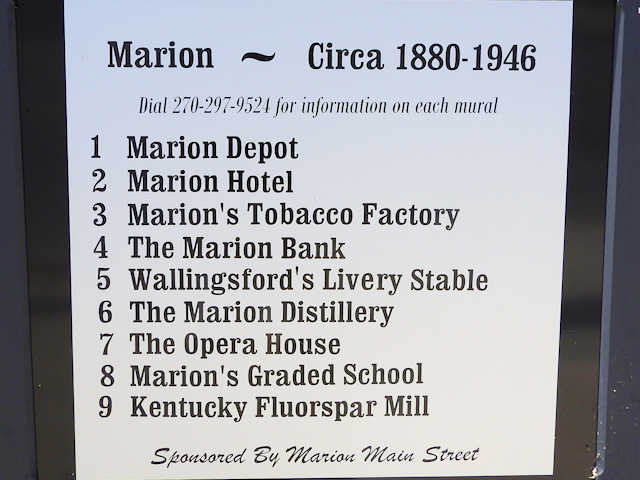 Marion ~ Circa 1880-1946
Dial 270-297-9524 for information on each mural
1 Marion Depot
2 Marion Hotel
3 Marion's Tobacco Factory
4 The Marion Bank
5 Wallingsford's Livery Stable
6 The Marion Distillery
7 The Opera House
8 Marion's Graded School
9 Kentucky Fluorspar Mill
Sponsored By Marion Main Street